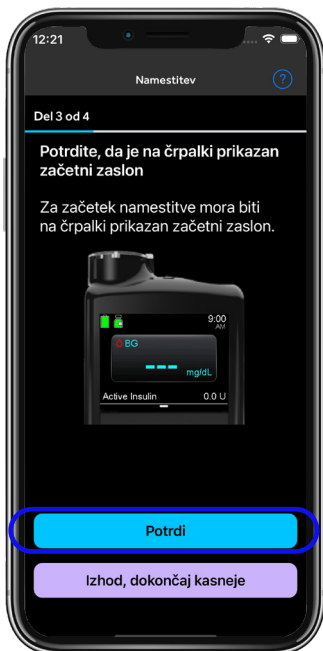 12:21
Namestitev
?
Del 3 od 4
Potrdite, da je na črpalki prikazan
začetni zaslon
Za začetek namestitve mora biti
na črpalki prikazan začetni zaslon.
9:00
AM
BG
---
mg/dL
Active Insulin 0.0 U
Potrdi
Izhod, dokončaj kasneje